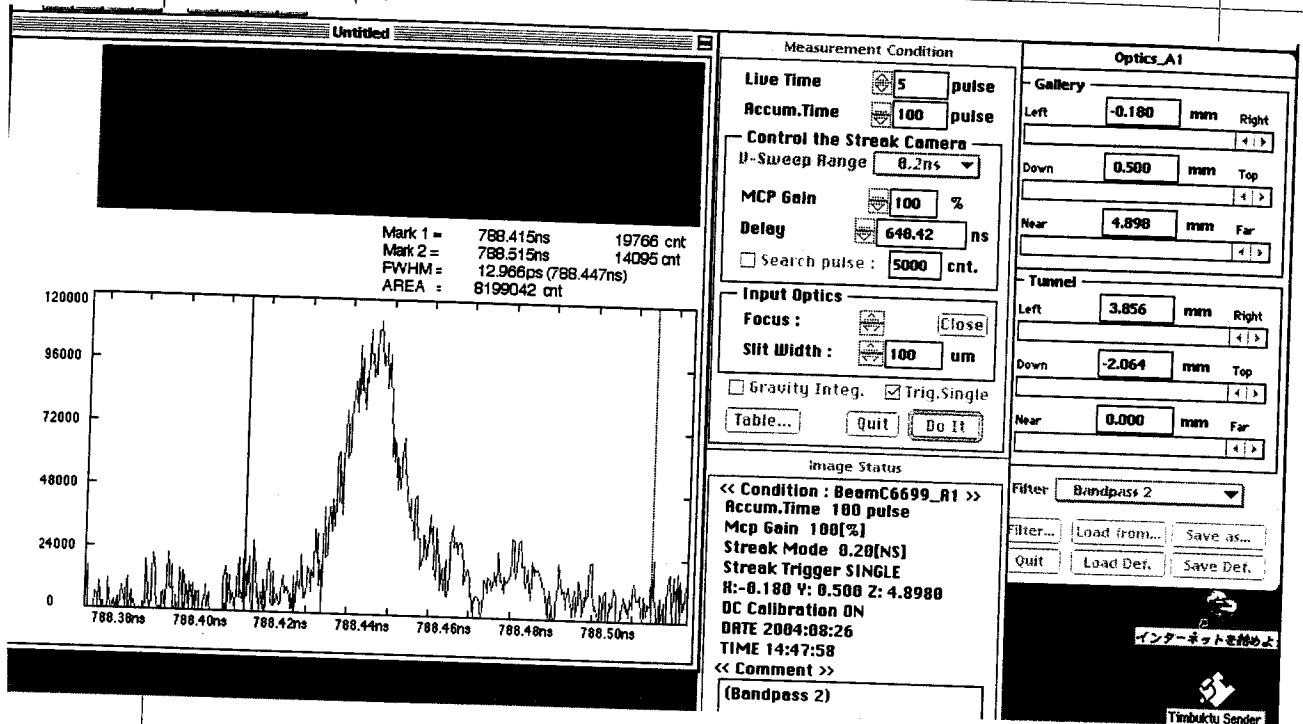 Untitled
Mark 1 = 788.415ns 19766 cnt
Mark 2 = 788.515ns 14095 cnt
FWHM = 12.966ps (788.447ns)
AREA : 8199042 cnt
120000
96000
72000
48000
24000
0
788.38ns 788.40ns 788.42ns 788.44ns 788.46ns 788.48ns 788.50ns
Measurement Condition
Live Time 5 pulse
Accum.Time 100 pulse
Control the Streak Camera
V-Sweep Range 0.2ns
MCP Gain 100 %
Delay 648.42 ns
Search pulse : 5000 cnt.
Input Optics
Focus : Close
Slit Width : 100 um
Gravity Integ. Trig.Single
Table... Quit Do It
Image Status
<< Condition : BeamC6699_A1 >>
Accum.Time 100 pulse
Mcp Gain 100[%]
Streak Mode 0.20[NS]
Streak Trigger SINGLE
X:-0.180 Y: 0.500 Z: 4.8980
DC Calibration ON
DATE 2004:08:26
TIME 14:47:58
<< Comment >>
(Bandpass 2)
Optics_A1
Gallery
Left -0.180 mm Right
Down 0.500 mm Top
Near 4.898 mm Far
Tunnel
Left 3.856 mm Right
Down -2.064 mm Top
Near 0.000 mm Far
Filter Bandpass 2
Filter... Load from... Save as...
Quit Load Def. Save Def.
インターネットを始めよ
Timbuktu Sender